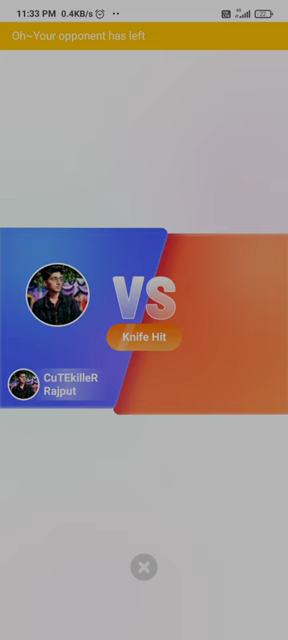 11:33 PM 0.4KB/s
Oh~Your opponent has left
VS
Knife Hit
CuTEkilleR
Rajput